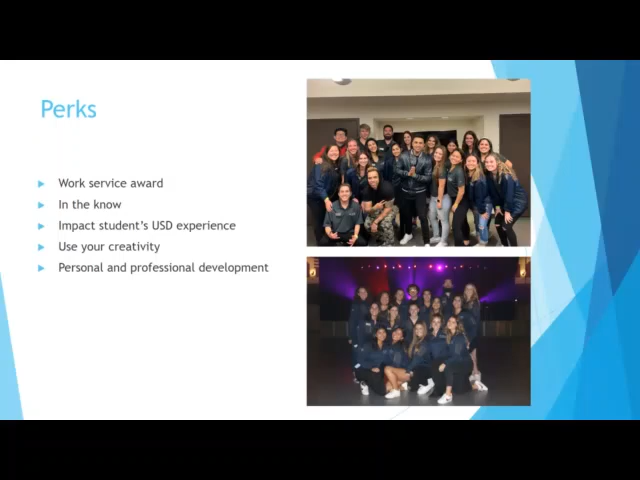 Perks
Work service award
In the know
Impact student's USD experience
Use your creativity
Personal and professional development